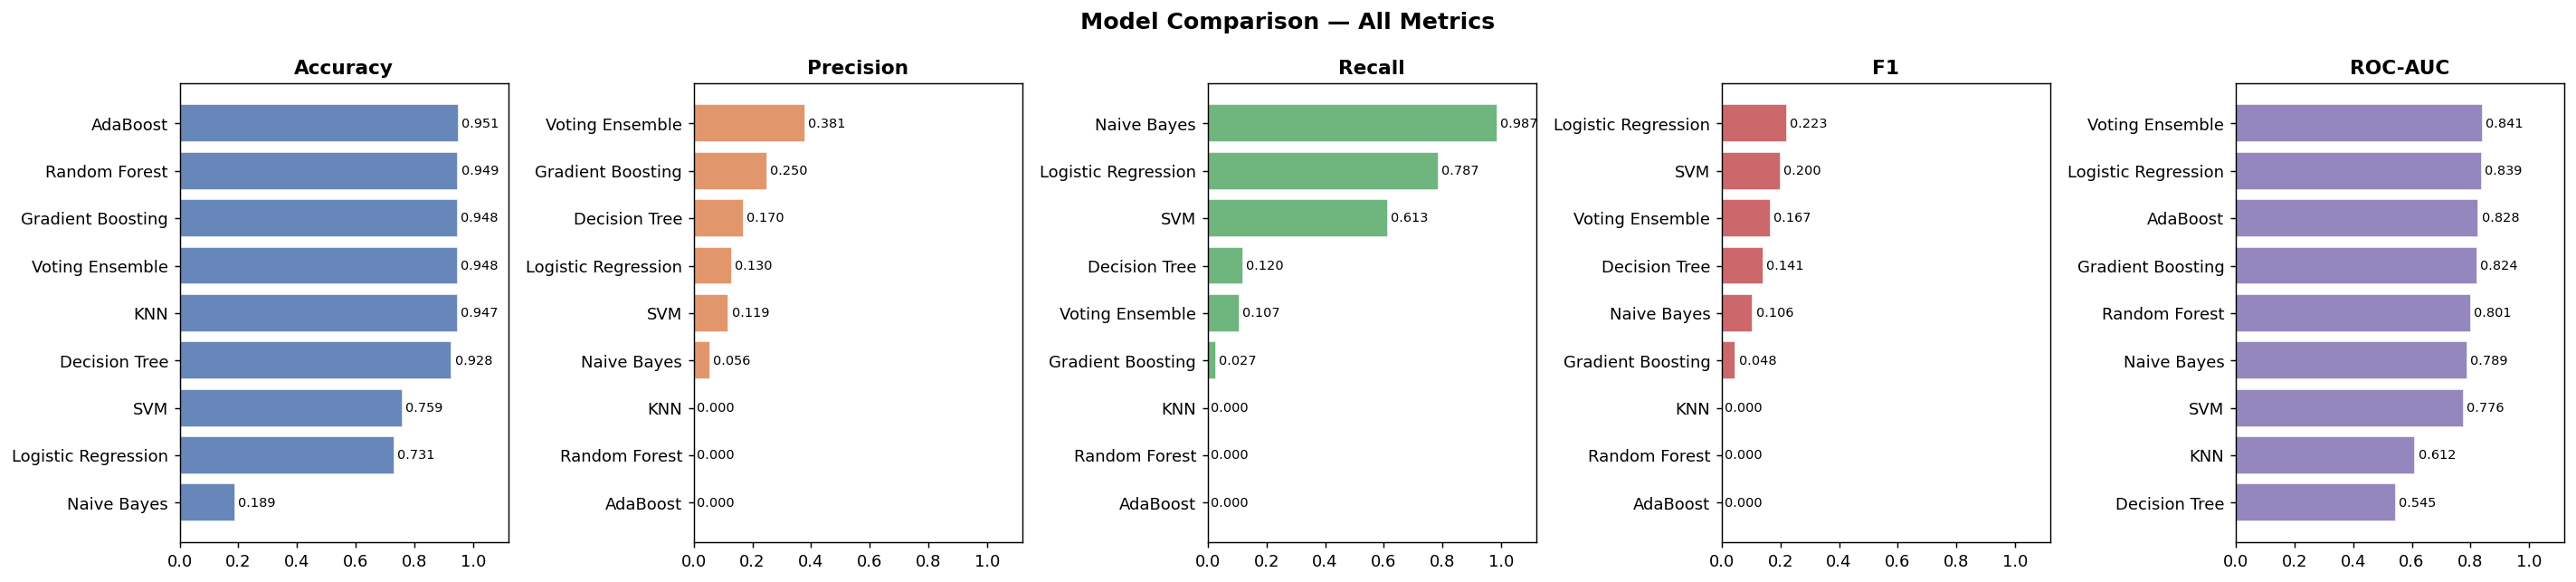 Model Comparison — All Metrics
Accuracy
AdaBoost 0.951
Random Forest 0.949
Gradient Boosting 0.948
Voting Ensemble 0.948
KNN 0.947
Decision Tree 0.928
SVM 0.759
Logistic Regression 0.731
Naive Bayes 0.189
0.0 0.2 0.4 0.6 0.8 1.0
Precision
Voting Ensemble 0.381
Gradient Boosting 0.250
Decision Tree 0.170
Logistic Regression 0.130
SVM 0.119
Naive Bayes 0.056
KNN 0.000
Random Forest 0.000
AdaBoost 0.000
0.0 0.2 0.4 0.6 0.8 1.0
Recall
Naive Bayes 0.987
Logistic Regression 0.787
SVM 0.613
Decision Tree 0.120
Voting Ensemble 0.107
Gradient Boosting 0.027
KNN 0.000
Random Forest 0.000
AdaBoost 0.000
0.0 0.2 0.4 0.6 0.8 1.0
F1
Logistic Regression 0.223
SVM 0.200
Voting Ensemble 0.167
Decision Tree 0.141
Naive Bayes 0.106
Gradient Boosting 0.048
KNN 0.000
Random Forest 0.000
AdaBoost 0.000
0.0 0.2 0.4 0.6 0.8 1.0
ROC-AUC
Voting Ensemble 0.841
Logistic Regression 0.839
AdaBoost 0.828
Gradient Boosting 0.824
Random Forest 0.801
Naive Bayes 0.789
SVM 0.776
KNN 0.612
Decision Tree 0.545
0.0 0.2 0.4 0.6 0.8 1.0